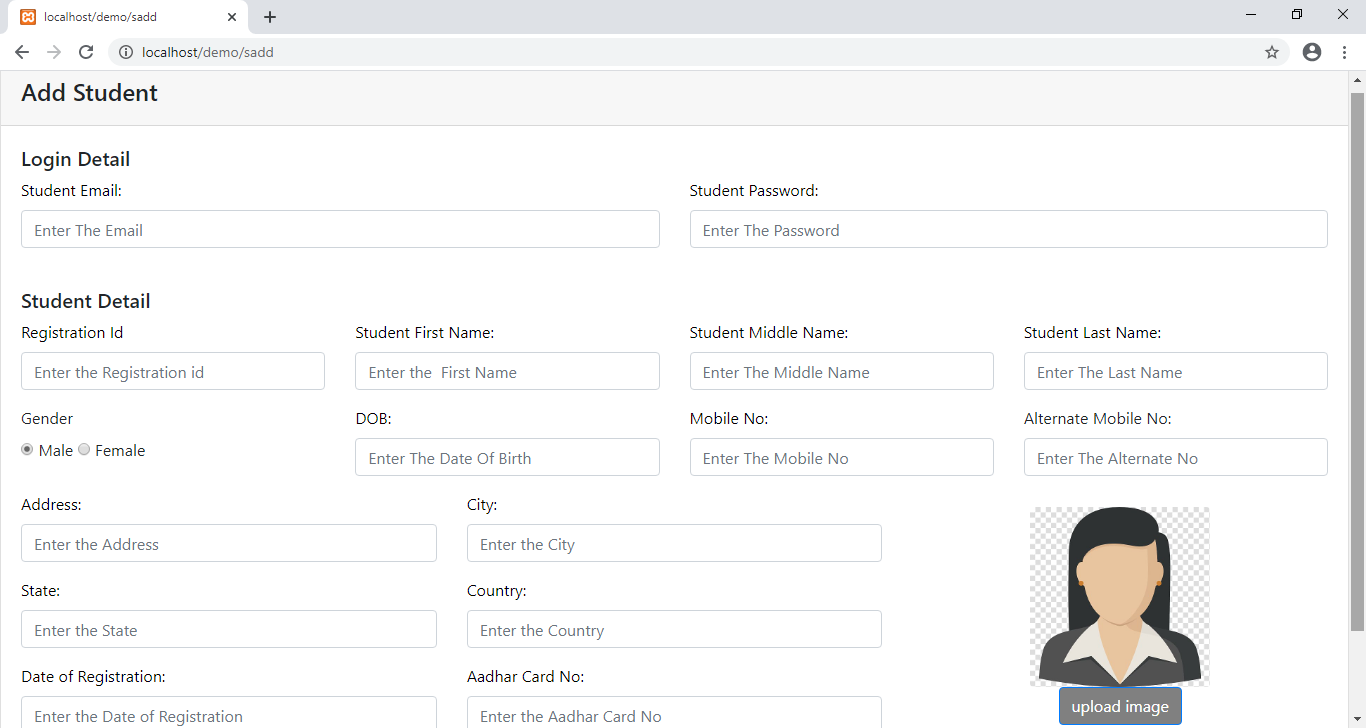 localhost/demo/sadd
localhost/demo/sadd
Add Student
Login Detail
Student Email: Student Password:
Enter The Email Enter The Password
Student Detail
Registration Id Student First Name: Student Middle Name: Student Last Name:
Enter the Registration id Enter the  First Name Enter The Middle Name Enter The Last Name
Gender DOB: Mobile No: Alternate Mobile No:
Male Female Enter The Date Of Birth Enter The Mobile No Enter The Alternate No
Address: City:
Enter the Address Enter the City
State: Country:
Enter the State Enter the Country
Date of Registration: Aadhar Card No:
Enter the Date of Registration Enter the Aadhar Card No
upload image